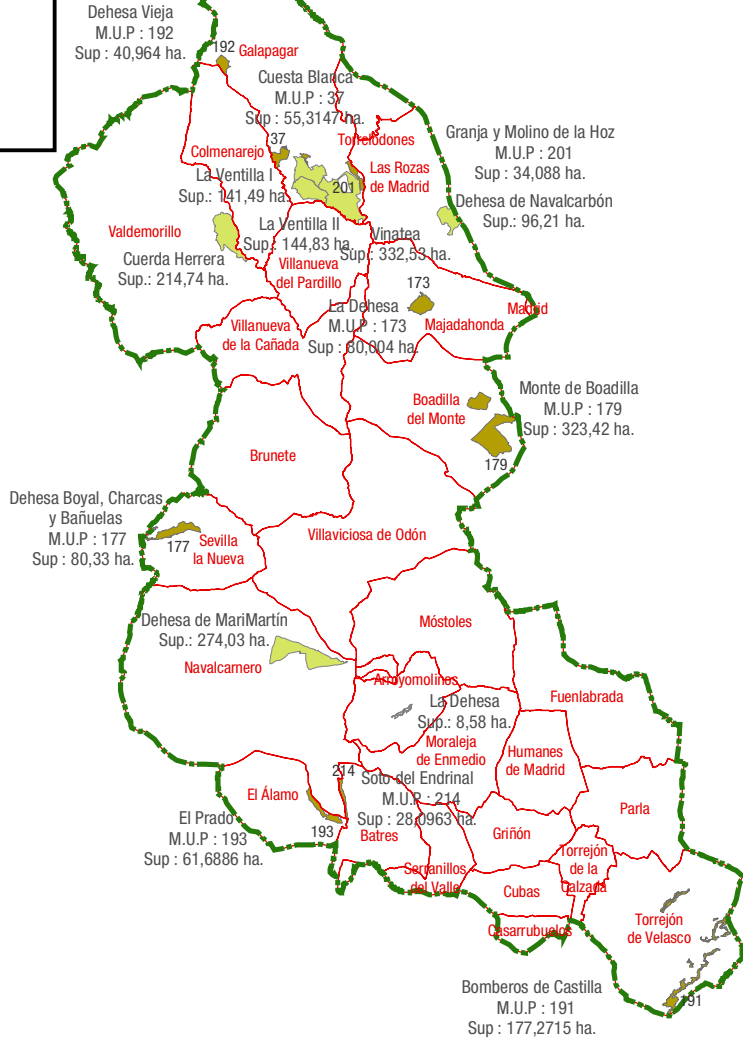 Dehesa Vieja
M.U.P : 192
Sup : 40,964 ha.
192
Galapagar
Cuesta Blanca
M.U.P : 37
Sup : 55,3147 ha.
37
Torrelodones
Colmenarejo
La Ventilla I
Sup.: 141,49 ha.
201
Las Rozas
de Madrid
Granja y Molino de la Hoz
M.U.P : 201
Sup : 34,088 ha.
Dehesa de Navalcarbón
Sup.: 96,21 ha.
Valdemorillo
Cuerda Herrera
Sup.: 214,74 ha.
La Ventilla II
Sup.: 144,83 ha.
Vinatea
Sup.: 332,53 ha.
Villanueva
del Pardillo
173
La Dehesa
M.U.P : 173
Sup : 80,004 ha.
Majadahonda
Madrid
Villanueva
de la Cañada
Boadilla
del Monte
Monte de Boadilla
M.U.P : 179
Sup : 323,42 ha.
179
Brunete
Dehesa Boyal, Charcas
y Bañuelas
M.U.P : 177
Sup : 80,33 ha.
177
Sevilla
la Nueva
Villaviciosa de Odón
Dehesa de MariMartín
Sup.: 274,03 ha.
Navalcarnero
Móstoles
Arroyomolinos
La Dehesa
Sup.: 8,58 ha.
Moraleja
de Enmedio
Fuenlabrada
Humanes
de Madrid
214
Soto del Endrinal
M.U.P : 214
Sup : 28,0963 ha.
El Álamo
193
El Prado
M.U.P : 193
Sup : 61,6886 ha.
Batres
Griñón
Parla
Serranillos
del Valle
Cubas
Torrejón
de la
Calzada
Casarrubuelos
Torrejón
de Velasco
Bomberos de Castilla
M.U.P : 191
Sup : 177,2715 ha.
191